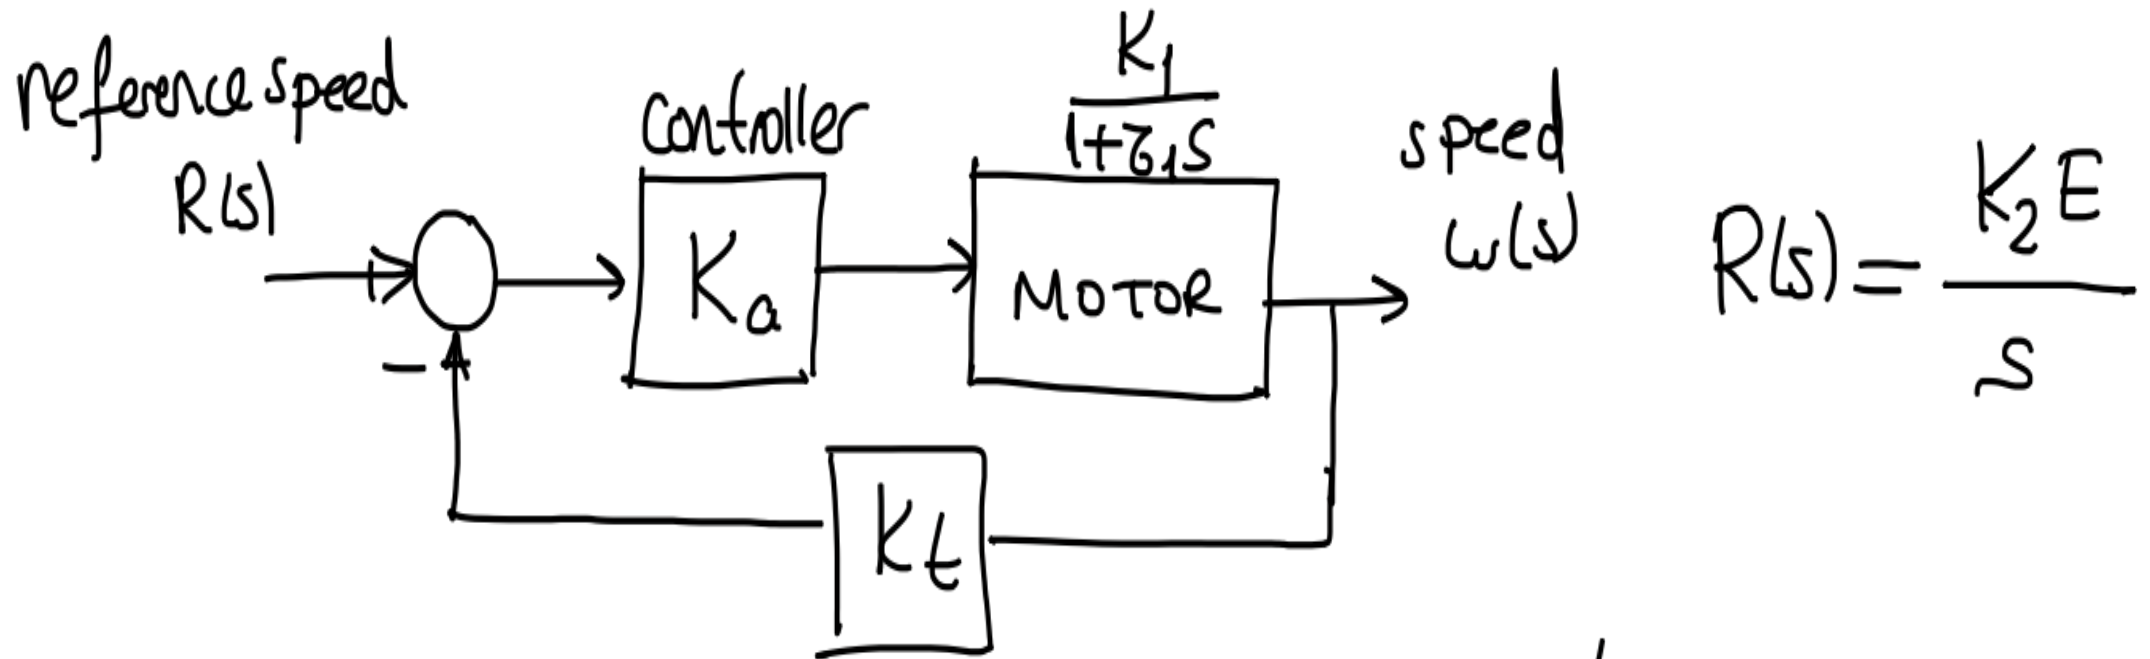 reference speed
R(s)
+
-
controller
Ka
K1
1+τ1s
MOTOR
speed
ω(s)
Kt
R(s) = K2E
s